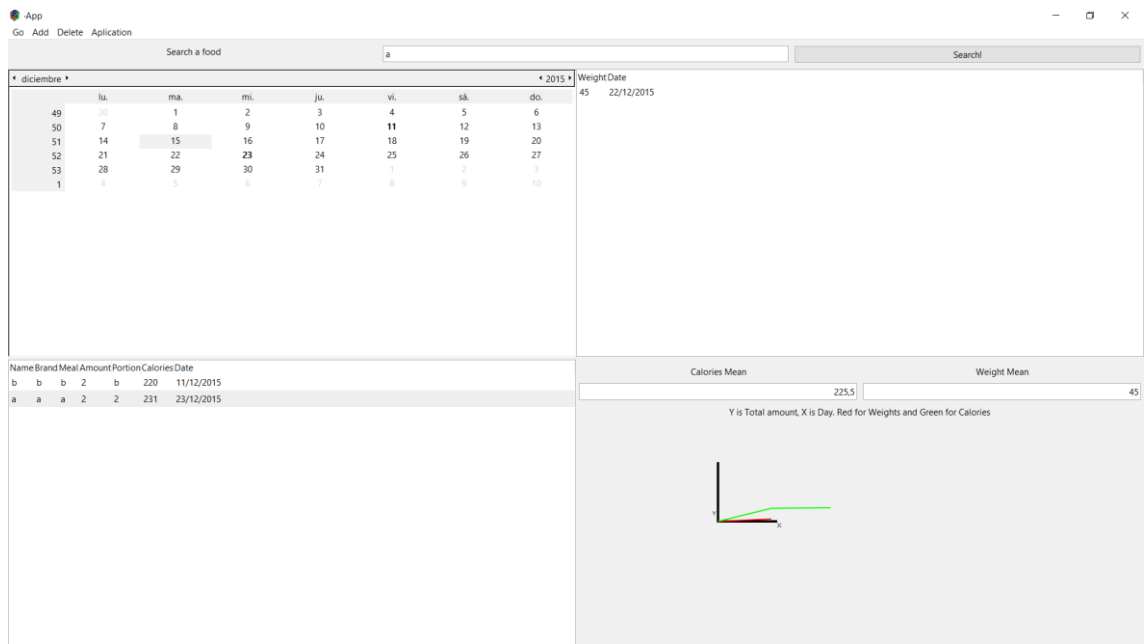 -App
Go Add Delete Aplication
Search a food a Search!
diciembre 2015
lu. ma. mi. ju. vi. sá. do.
49 30 1 2 3 4 5 6
50 7 8 9 10 11 12 13
51 14 15 16 17 18 19 20
52 21 22 23 24 25 26 27
53 28 29 30 31 1 2 3
1 4 5 6 7 8 9 10
Weight Date
45 22/12/2015
Name Brand Meal Amount Portion Calories Date
b b b 2 b 220 11/12/2015
a a a 2 2 231 23/12/2015
Calories Mean Weight Mean
225,5 45
Y is Total amount, X is Day. Red for Weights and Green for Calories
Y
X